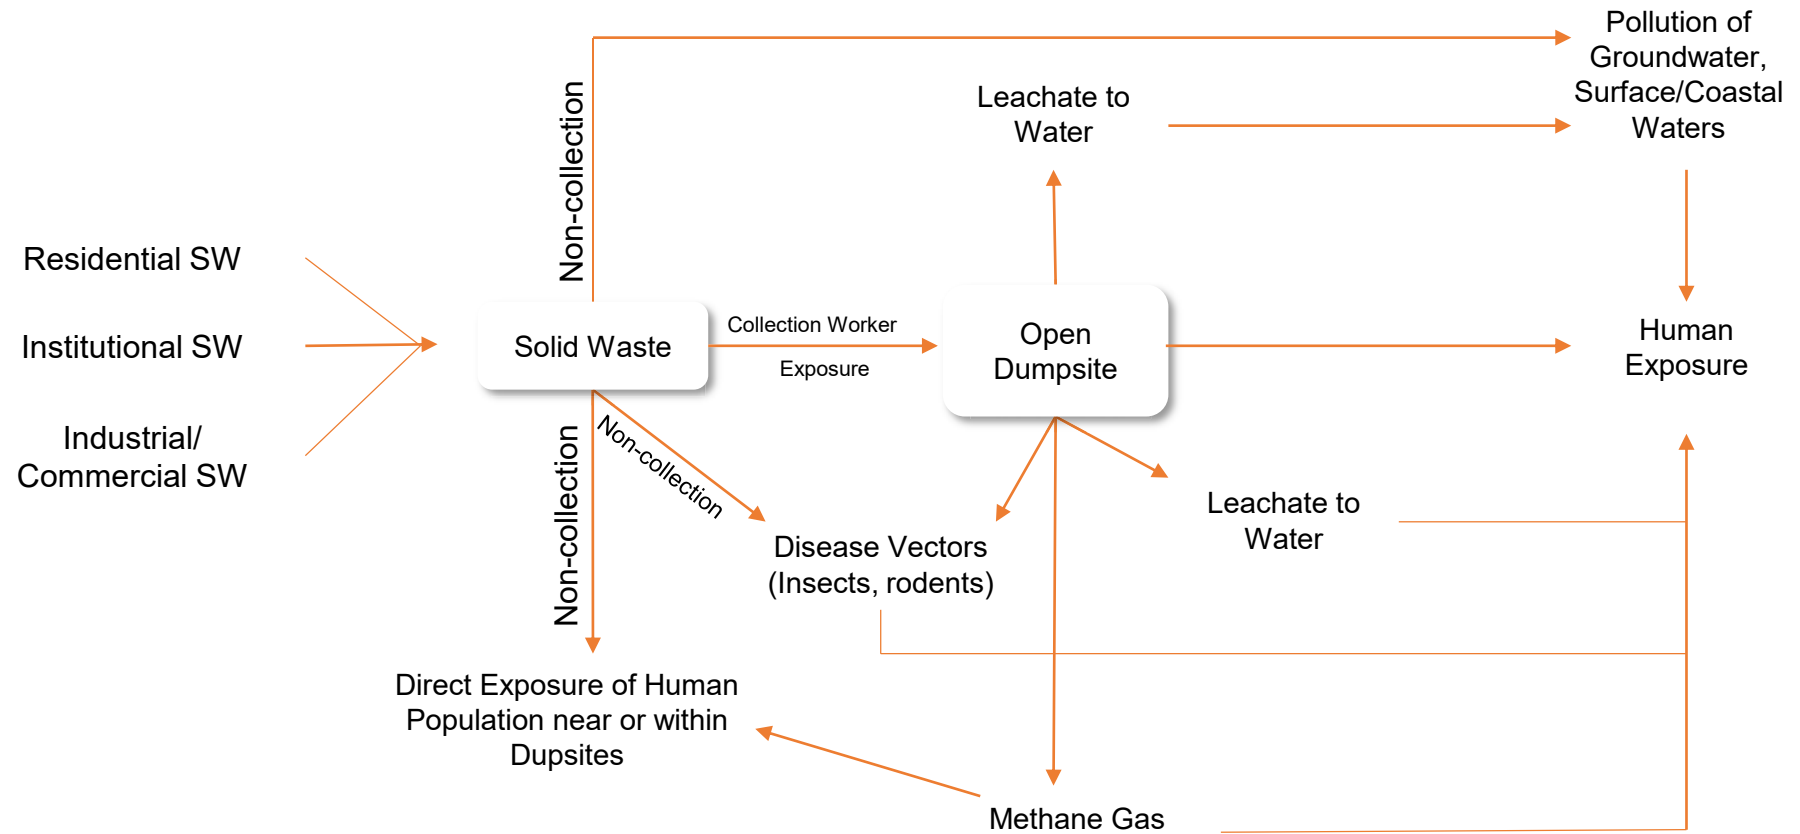 Pollution of
Groundwater,
Surface/Coastal
Waters
Leachate to
Water
Non-collection
Residential SW
Institutional SW
Industrial/
Commercial SW
Solid Waste
Collection Worker
Exposure
Open
Dumpsite
Human
Exposure
Non-collection
Non-collection
Disease Vectors
(Insects, rodents)
Leachate to
Water
Direct Exposure of Human
Population near or within
Dupsites
Methane Gas